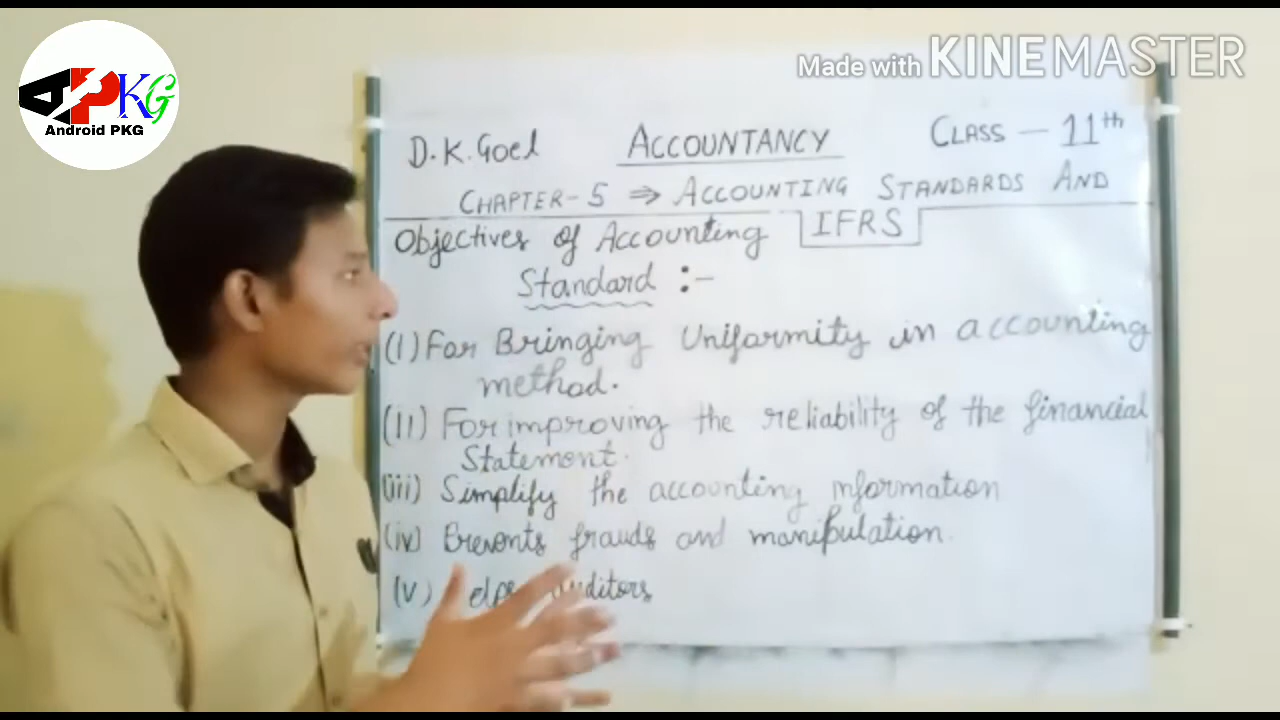 APKG
Android PKG
Made with KINEMASTER
D.K.Goel ACCOUNTANCY CLASS - 11th
CHAPTER-5 ⇒ ACCOUNTING STANDARDS AND
IFRS
Objectives of Accounting
Standard :-
(I) For Bringing Uniformity in accounting
method.
(II) For improving the reliability of the financial
Statement.
(iii) Simplify the accounting information
(iv) Prevents frauds and manipulation.
(v) auditors